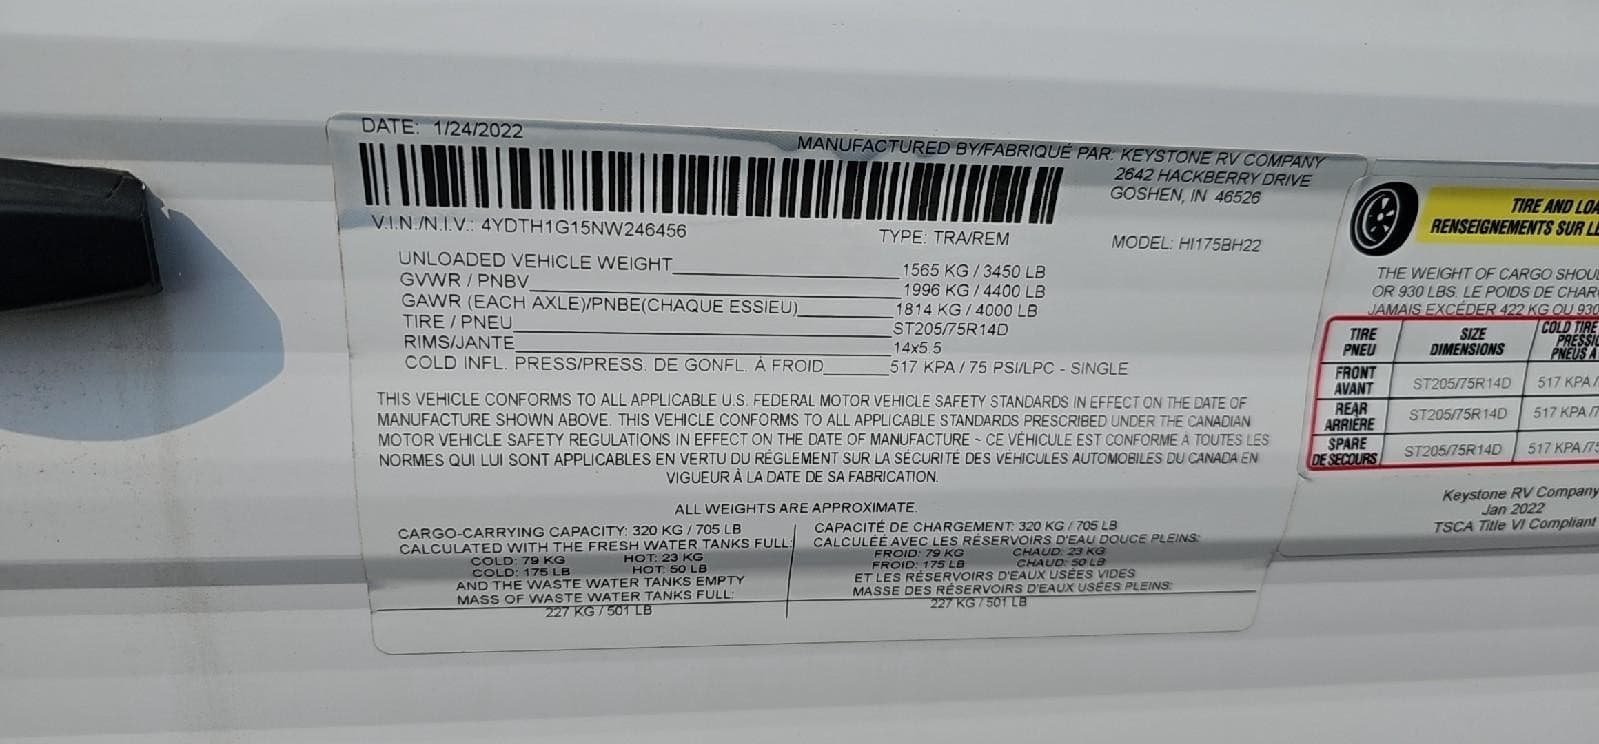 DATE: 1/24/2022
MANUFACTURED BY/FABRIQUÉ PAR: KEYSTONE RV COMPANY
2642 HACKBERRY DRIVE
GOSHEN, IN 46526
V.I.N./N.I.V.: 4YDTH1G15NW246456
TYPE: TRA/REM
MODEL: HI175BH22
UNLOADED VEHICLE WEIGHT 1565 KG / 3450 LB
GVWR / PNBV 1996 KG / 4400 LB
GAWR (EACH AXLE)/PNBE(CHAQUE ESSIEU) 1814 KG / 4000 LB
TIRE / PNEU ST205/75R14D
RIMS/JANTE 14x5.5
COLD INFL. PRESS/PRESS. DE GONFL. À FROID 517 KPA / 75 PSI/LPC - SINGLE
THIS VEHICLE CONFORMS TO ALL APPLICABLE U.S. FEDERAL MOTOR VEHICLE SAFETY STANDARDS IN EFFECT ON THE DATE OF
MANUFACTURE SHOWN ABOVE. THIS VEHICLE CONFORMS TO ALL APPLICABLE STANDARDS PRESCRIBED UNDER THE CANADIAN
MOTOR VEHICLE SAFETY REGULATIONS IN EFFECT ON THE DATE OF MANUFACTURE ~ CE VÉHICULE EST CONFORME À TOUTES LES
NORMES QUI LUI SONT APPLICABLES EN VERTU DU RÈGLEMENT SUR LA SÉCURITÉ DES VÉHICULES AUTOMOBILES DU CANADA EN
VIGUEUR À LA DATE DE SA FABRICATION.
ALL WEIGHTS ARE APPROXIMATE.
CARGO-CARRYING CAPACITY: 320 KG / 705 LB
CALCULATED WITH THE FRESH WATER TANKS FULL:
COLD: 79 KG HOT: 23 KG
COLD: 175 LB HOT: 50 LB
AND THE WASTE WATER TANKS EMPTY
MASS OF WASTE WATER TANKS FULL:
227 KG / 501 LB
CAPACITÉ DE CHARGEMENT: 320 KG / 705 LB
CALCULÉE AVEC LES RÉSERVOIRS D'EAU DOUCE PLEINS:
FROID: 79 KG CHAUD: 23 KG
FROID: 175 LB CHAUD: 50 LB
ET LES RÉSERVOIRS D'EAUX USÉES VIDES
MASSE DES RÉSERVOIRS D'EAUX USÉES PLEINS:
227 KG / 501 LB
TIRE AND LOA
RENSEIGNEMENTS SUR L
THE WEIGHT OF CARGO SHOU
OR 930 LBS. LE POIDS DE CHAR
JAMAIS EXCÉDER 422 KG OU 930
TIRE SIZE COLD TIRE
PNEU DIMENSIONS PRESSU
PNEUS A
FRONT
AVANT ST205/75R14D 517 KPA /
REAR
ARRIÈRE ST205/75R14D 517 KPA /7
SPARE
DE SECOURS ST205/75R14D 517 KPA /75
Keystone RV Company
Jan 2022
TSCA Title VI Compliant